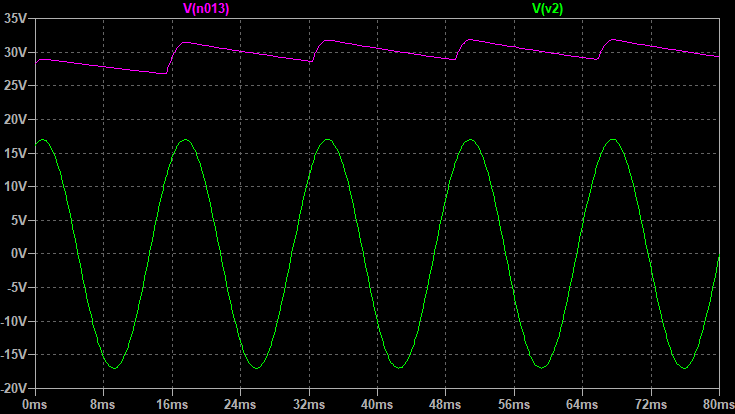 V(n013) V(v2)
35V
30V
25V
20V
15V
10V
5V
0V
-5V
-10V
-15V
-20V
0ms 8ms 16ms 24ms 32ms 40ms 48ms 56ms 64ms 72ms 80ms